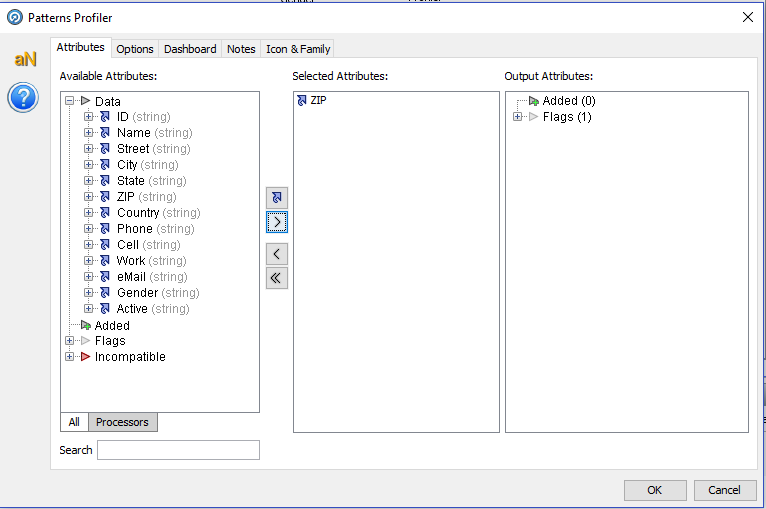 Patterns Profiler
aN
Attributes Options Dashboard Notes Icon & Family
Available Attributes:
Data
ID (string)
Name (string)
Street (string)
City (string)
State (string)
ZIP (string)
Country (string)
Phone (string)
Cell (string)
Work (string)
eMail (string)
Gender (string)
Active (string)
Added
Flags
Incompatible
All Processors
Search
Selected Attributes:
ZIP
Output Attributes:
Added (0)
Flags (1)
OK Cancel